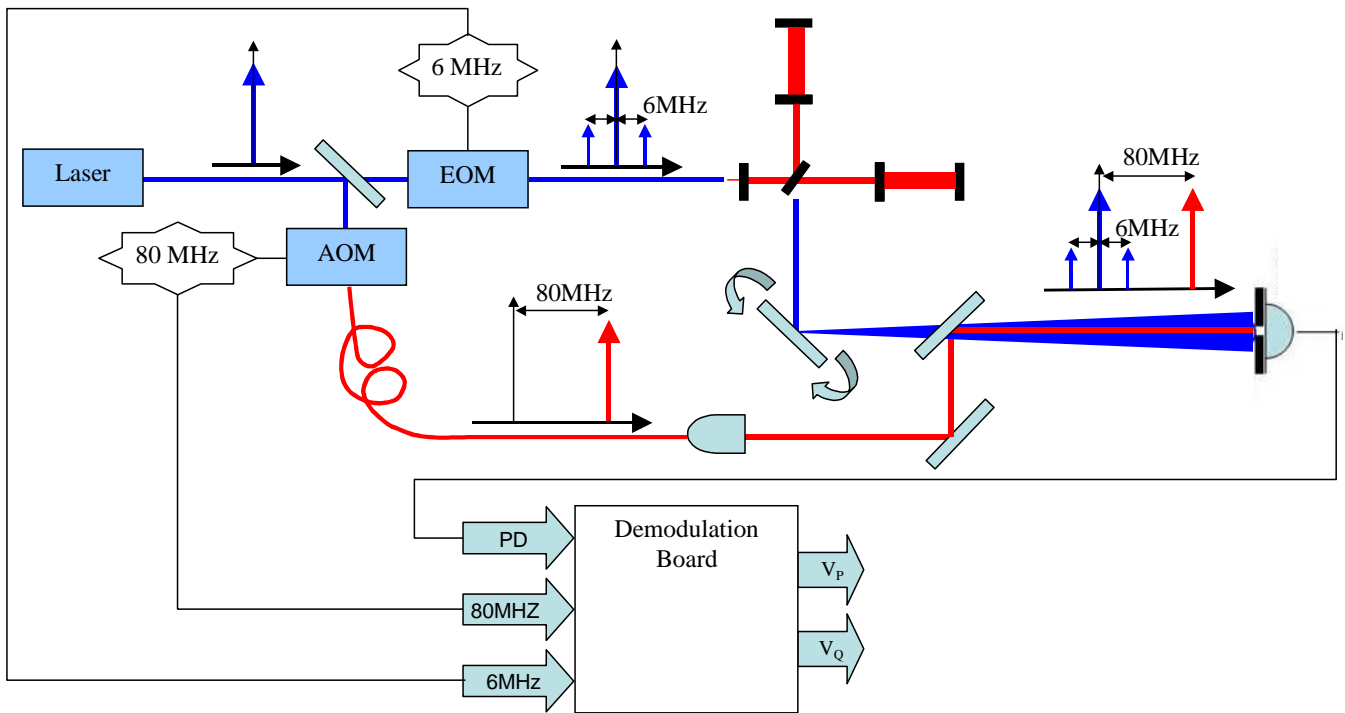 6 MHz
6MHz
80MHz
Laser
EOM
6MHz
80 MHz
AOM
80MHz
PD
Demodulation
Board
VP
80MHZ
VQ
6MHz